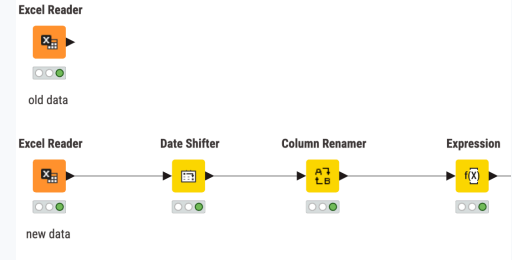 Excel Reader
old data
Excel Reader
Date Shifter
Column Renamer
Expression
A
B
f(X)
new data